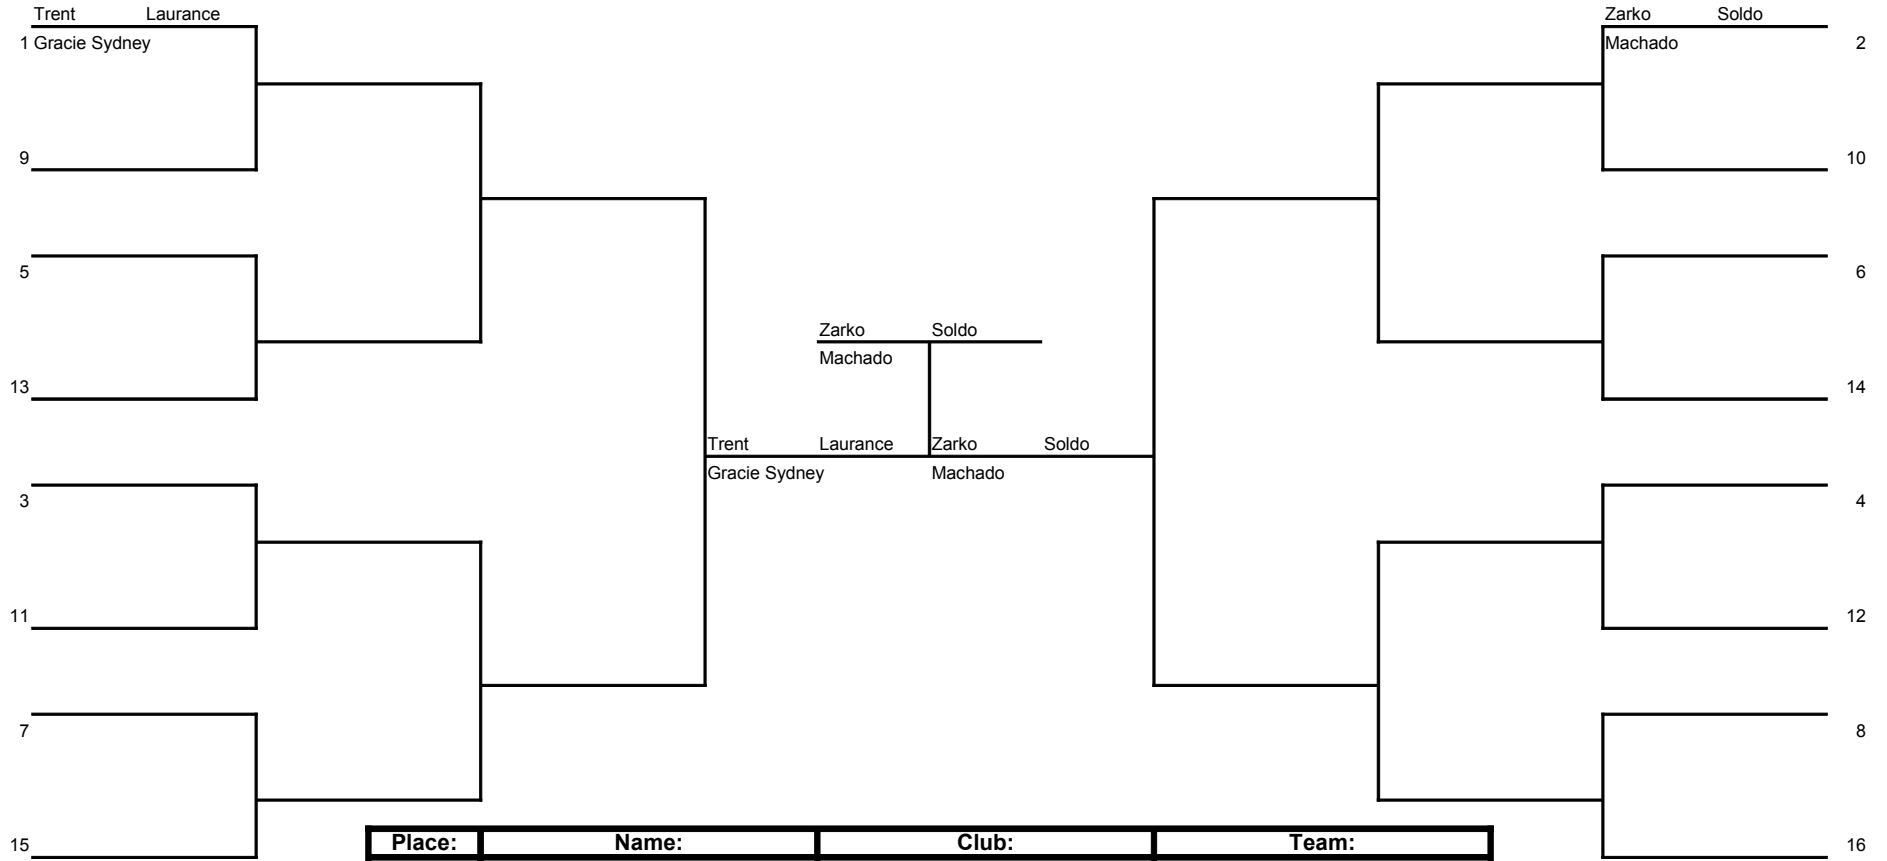 Trent Laurance Zarko Soldo
1 Gracie Sydney Machado 2
9 10
5 6
Zarko Soldo
Machado
13 14
Trent Laurance Zarko Soldo
Gracie Sydney Machado
3 4
11 12
7 8
Place: Name: Club: Team:
15 16